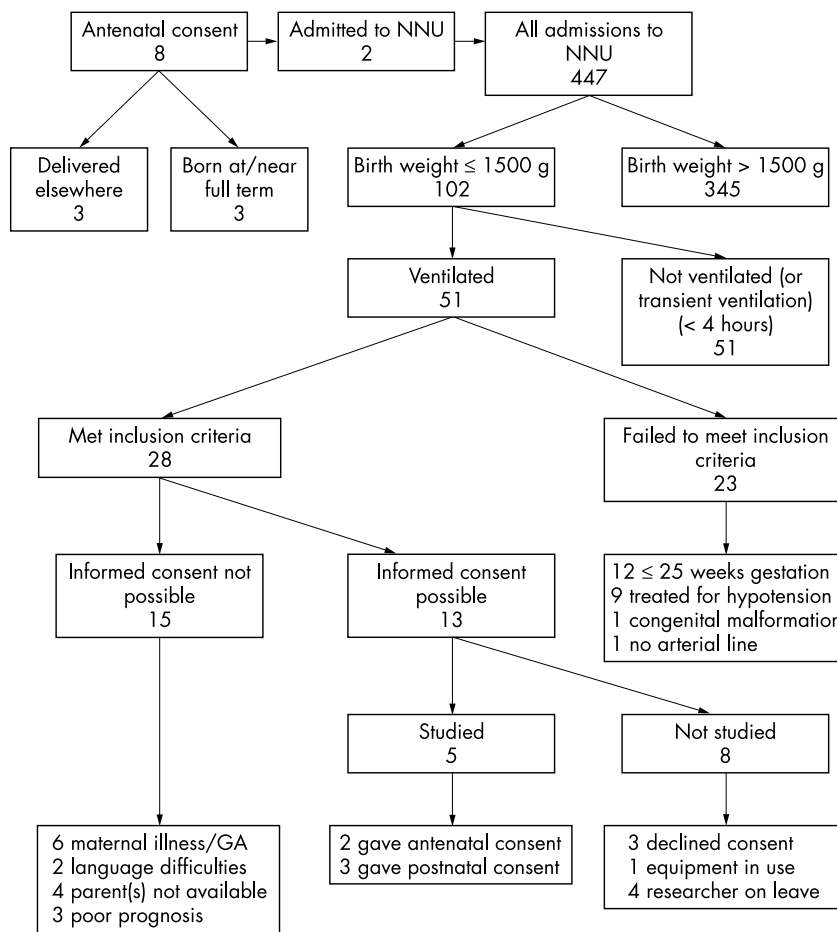 Antenatal consent
8
Admitted to NNU
2
All admissions to
NNU
447
Delivered
elsewhere
3
Born at/near
full term
3
Birth weight ≤ 1500 g
102
Birth weight > 1500 g
345
Ventilated
51
Not ventilated (or
transient ventilation)
(< 4 hours)
51
Met inclusion criteria
28
Failed to meet inclusion
criteria
23
Informed consent not
possible
15
Informed consent
possible
13
12 ≤ 25 weeks gestation
9 treated for hypotension
1 congenital malformation
1 no arterial line
Studied
5
Not studied
8
6 maternal illness/GA
2 language difficulties
4 parent(s) not available
3 poor prognosis
2 gave antenatal consent
3 gave postnatal consent
3 declined consent
1 equipment in use
4 researcher on leave